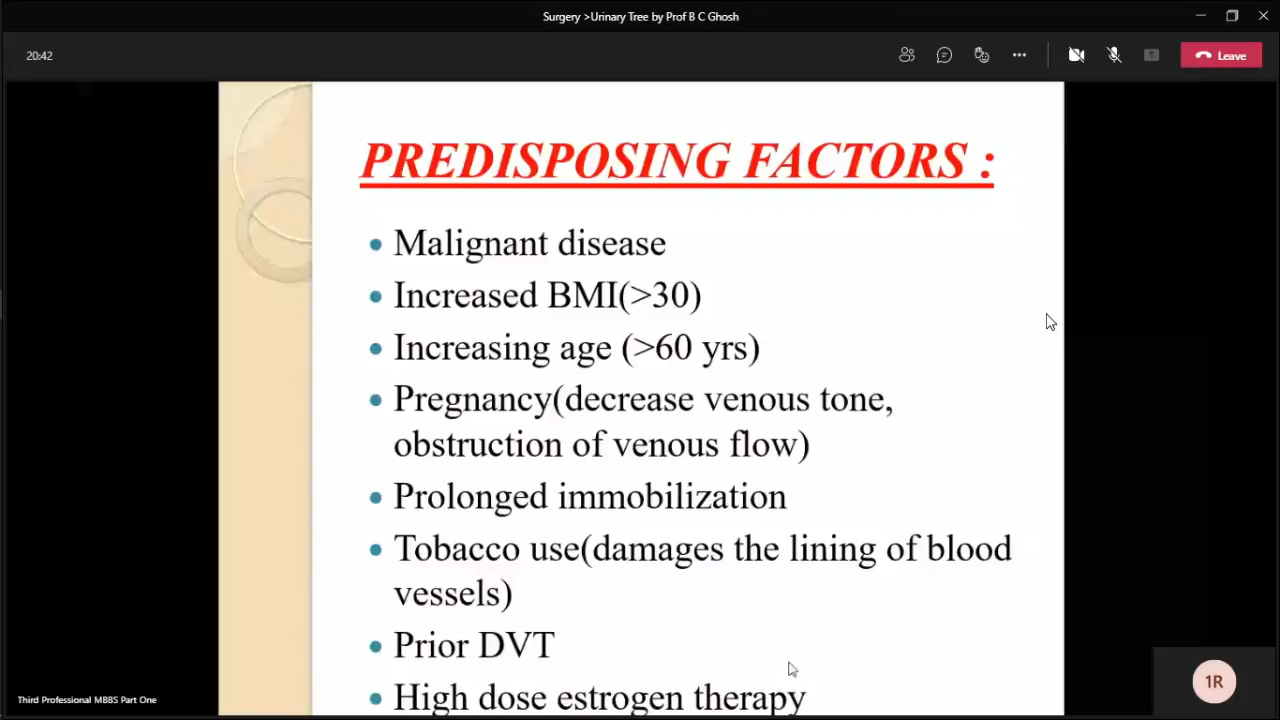 Surgery >Urinary Tree by Prof B C Ghosh
20:42
Leave
PREDISPOSING FACTORS :
• Malignant disease
• Increased BMI(>30)
• Increasing age (>60 yrs)
• Pregnancy(decrease venous tone,
obstruction of venous flow)
• Prolonged immobilization
• Tobacco use(damages the lining of blood
vessels)
• Prior DVT
• High dose estrogen therapy
Third Professional MBBS Part One
1R